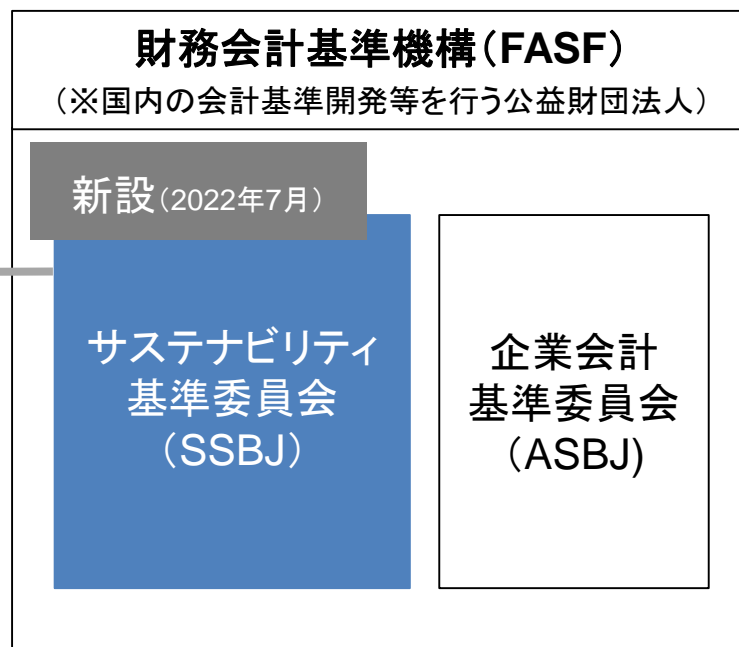 財務会計基準機構（FASF）
（※国内の会計基準開発等を行う公益財団法人）
新設（2022年7月）
サステナビリティ
基準委員会
（SSBJ）
企業会計
基準委員会
（ASBJ)